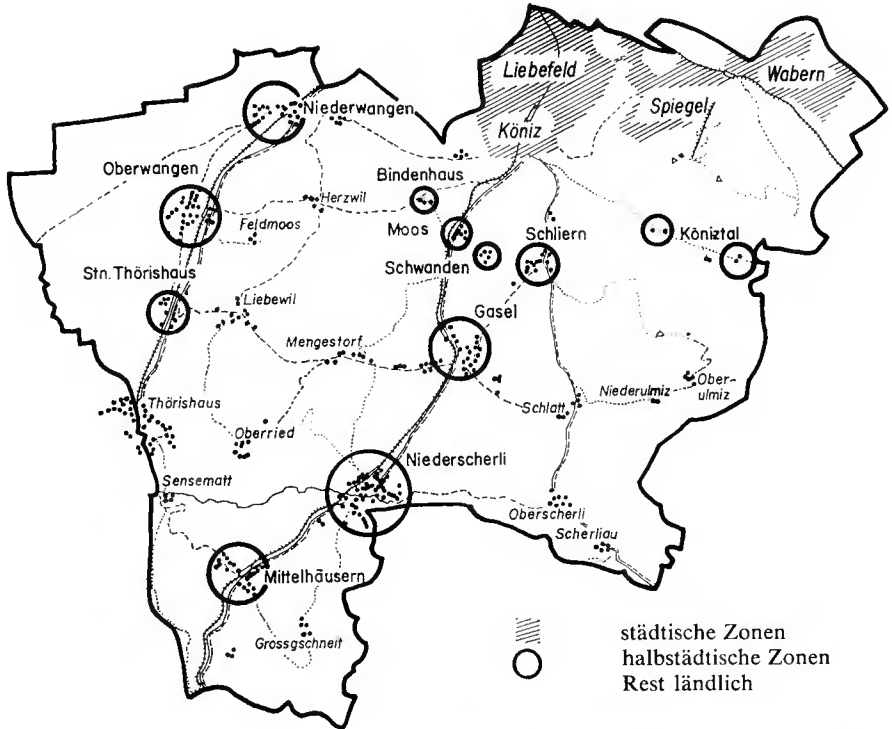 Liebefeld
Wabern
Spiegel
Köniz
Niederwangen
Oberwangen
Bindenhaus
Herzwil
Feldmoos
Moos
Schliern
Köniztal
Schwanden
Stn. Thörishaus
Liebewil
Gasel
Mengestorf
Thörishaus
Schlatt
Niederulmiz
Ober-
ulmiz
Oberried
Niederscherli
Sensematt
Oberscherli
Scherliau
Mittelhäusern
Grossgschneit
städtische Zonen
halbstädtische Zonen
Rest ländlich